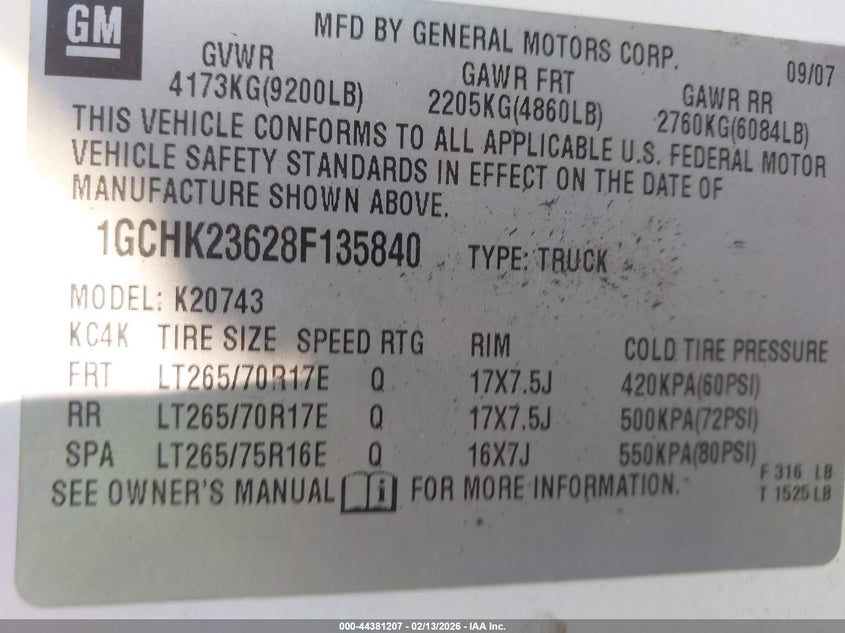 GM
MFD BY GENERAL MOTORS CORP. 09/07
GVWR GAWR FRT GAWR RR
4173KG(9200LB) 2205KG(4860LB) 2760KG(6084LB)
THIS VEHICLE CONFORMS TO ALL APPLICABLE U.S. FEDERAL MOTOR
VEHICLE SAFETY STANDARDS IN EFFECT ON THE DATE OF
MANUFACTURE SHOWN ABOVE.
1GCHK23628F135840 TYPE: TRUCK
MODEL: K20743
KC4K TIRE SIZE SPEED RTG RIM COLD TIRE PRESSURE
FRT LT265/70R17E Q 17X7.5J 420KPA(60PSI)
RR LT265/70R17E Q 17X7.5J 500KPA(72PSI)
SPA LT265/75R16E Q 16X7J 550KPA(80PSI)
F 316 LB
SEE OWNER'S MANUAL i FOR MORE INFORMATION. T 1525 LB
000-44381207 - 02/13/2026 - IAA Inc.